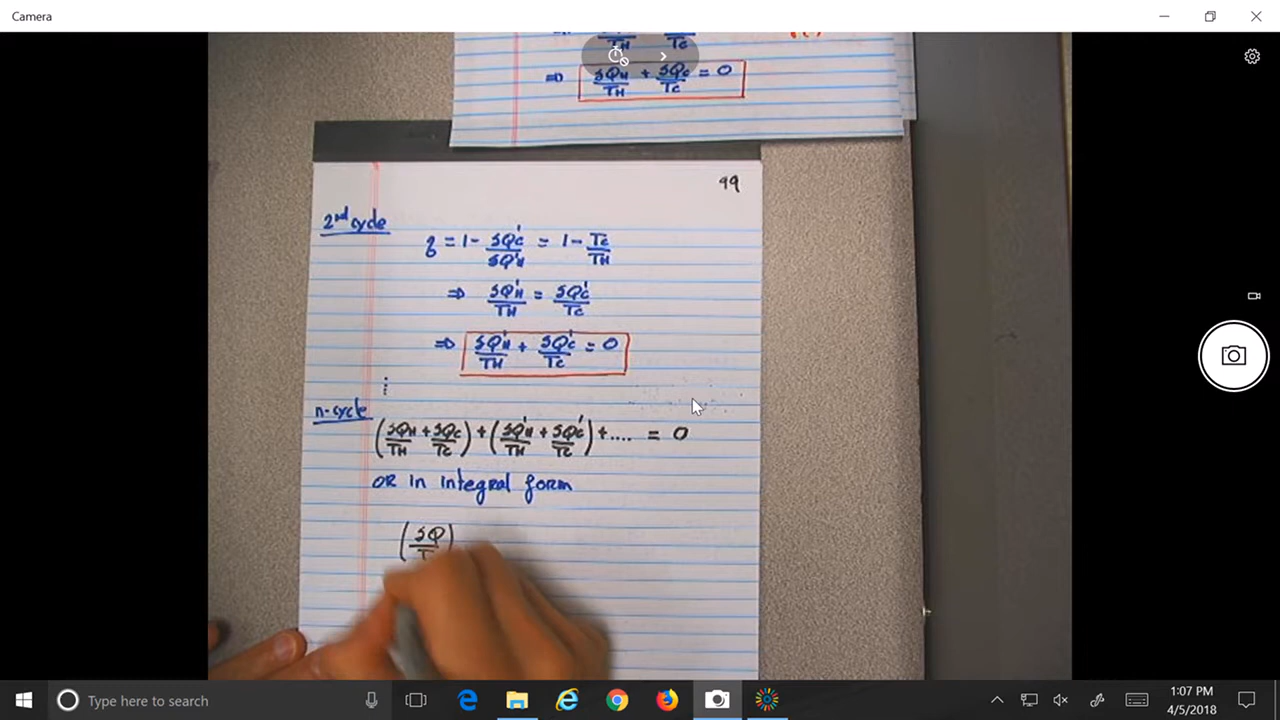 Camera
TH TC
⇒ δQH/TH + δQC/TC = 0
99
2nd cycle
η = 1 - δQ'C/δQ'H = 1 - TC/TH
⇒ δQ'H/TH = δQ'C/TC
⇒ δQ'H/TH + δQ'C/TC = 0
⋮
n-cycle
(δQH/TH + δQC/TC) + (δQ'H/TH + δQ'C/TC) + .... = 0
OR in integral form
(δQ/T)
Type here to search
1:07 PM
4/5/2018